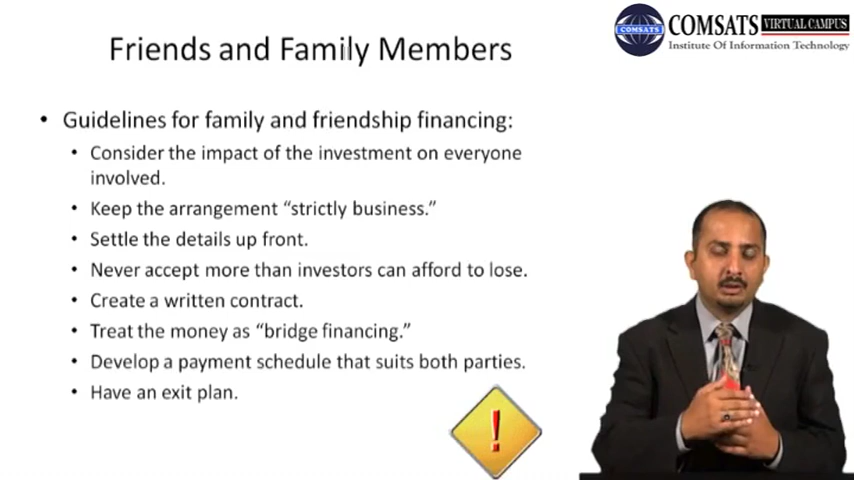 Friends and Family Members
COMSATS
COMSATS VIRTUAL CAMPUS
Institute Of Information Technology
• Guidelines for family and friendship financing:
• Consider the impact of the investment on everyone
involved.
• Keep the arrangement “strictly business.”
• Settle the details up front.
• Never accept more than investors can afford to lose.
• Create a written contract.
• Treat the money as “bridge financing.”
• Develop a payment schedule that suits both parties.
• Have an exit plan.
!